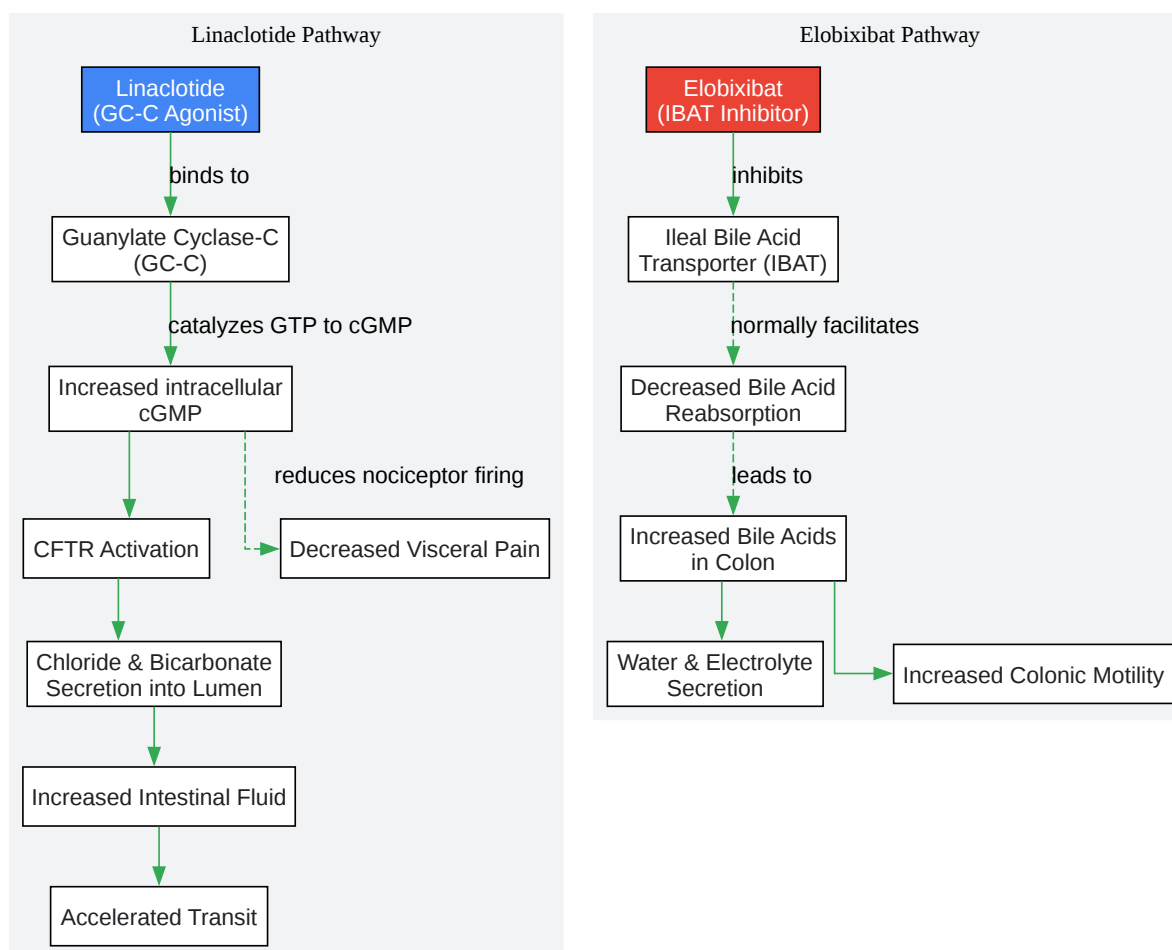 Linaclotide Pathway
Linaclotide
(GC-C Agonist)
binds to
Guanylate Cyclase-C
(GC-C)
catalyzes GTP to cGMP
Increased intracellular
cGMP
reduces nociceptor firing
CFTR Activation
Decreased Visceral Pain
Chloride & Bicarbonate
Secretion into Lumen
Increased Intestinal Fluid
Accelerated Transit
Elobixibat Pathway
Elobixibat
(IBAT Inhibitor)
inhibits
Ileal Bile Acid
Transporter (IBAT)
normally facilitates
Decreased Bile Acid
Reabsorption
leads to
Increased Bile Acids
in Colon
Water & Electrolyte
Secretion
Increased Colonic Motility